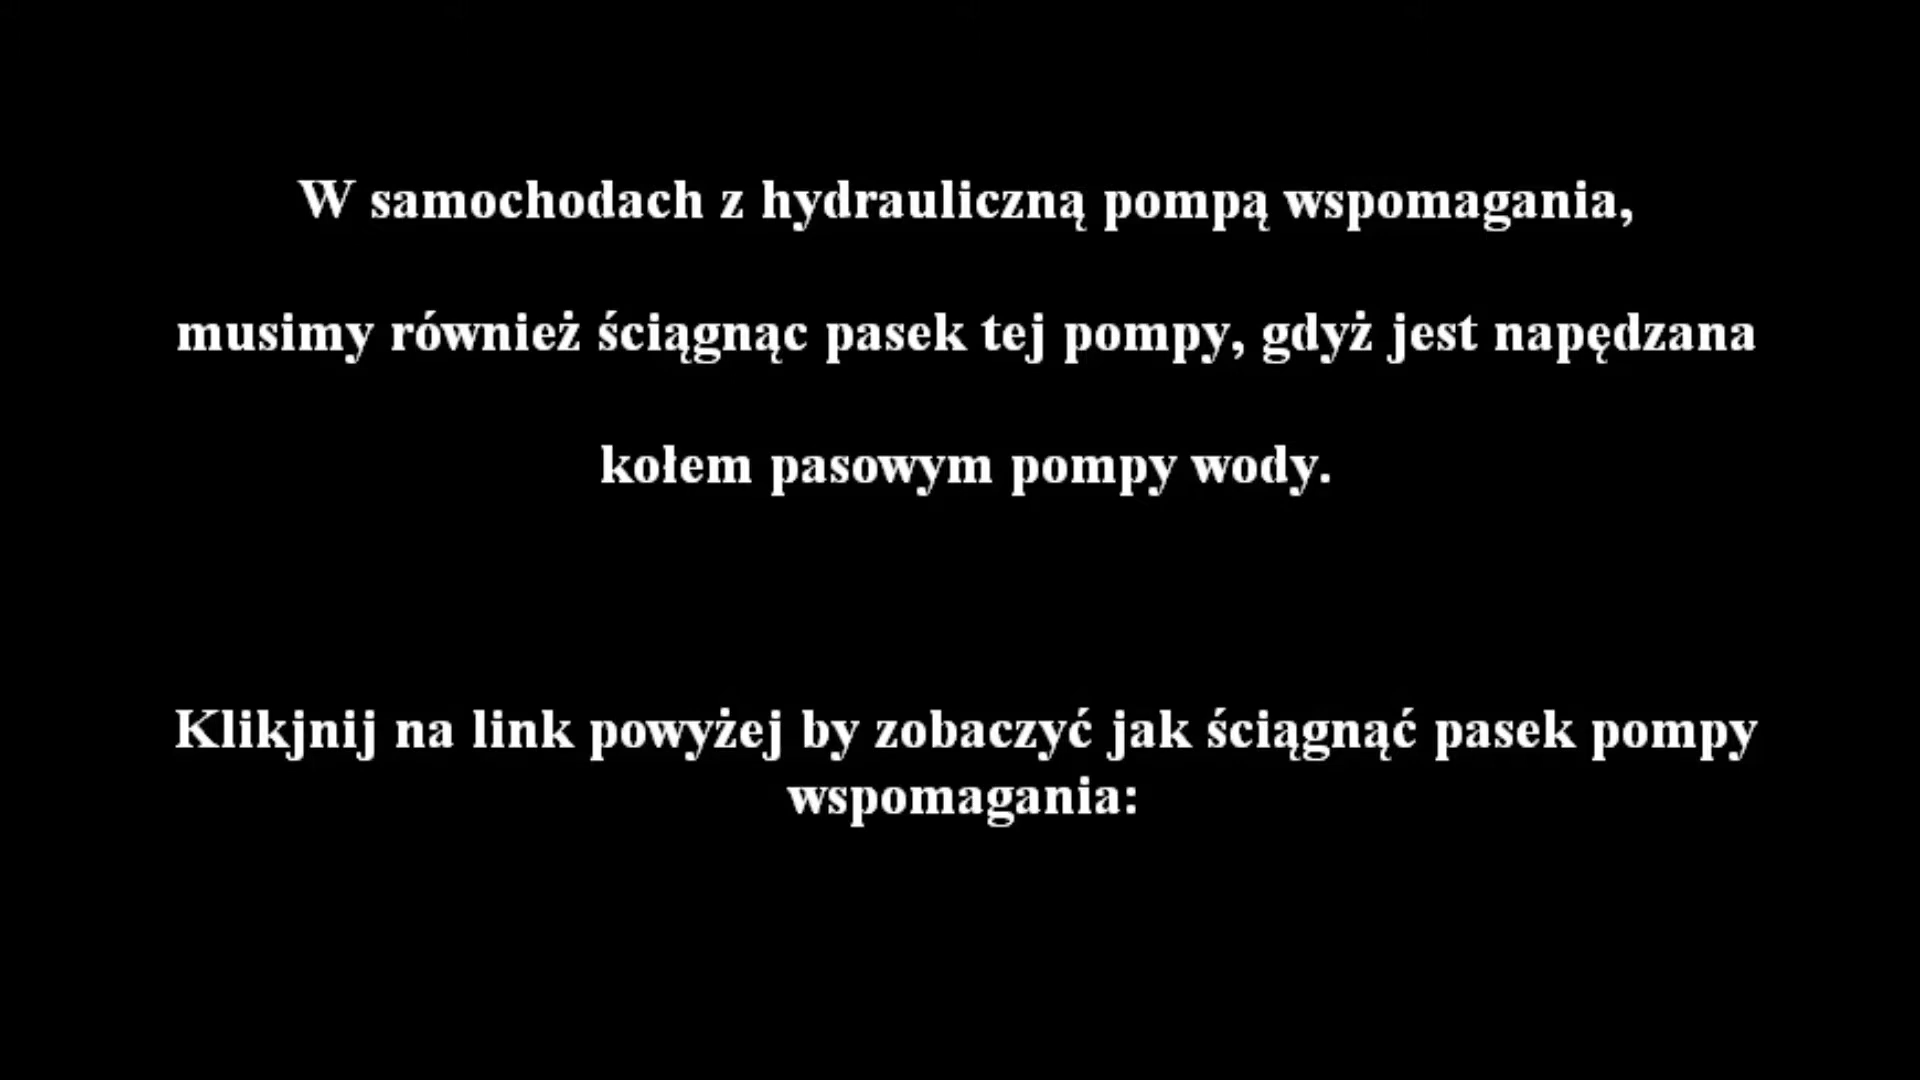 W samochodach z hydrauliczną pompą wspomagania,
musimy również ściągnąc pasek tej pompy, gdyż jest napędzana
kołem pasowym pompy wody.
Klikjnij na link powyżej by zobaczyć jak ściągnąć pasek pompy
wspomagania: